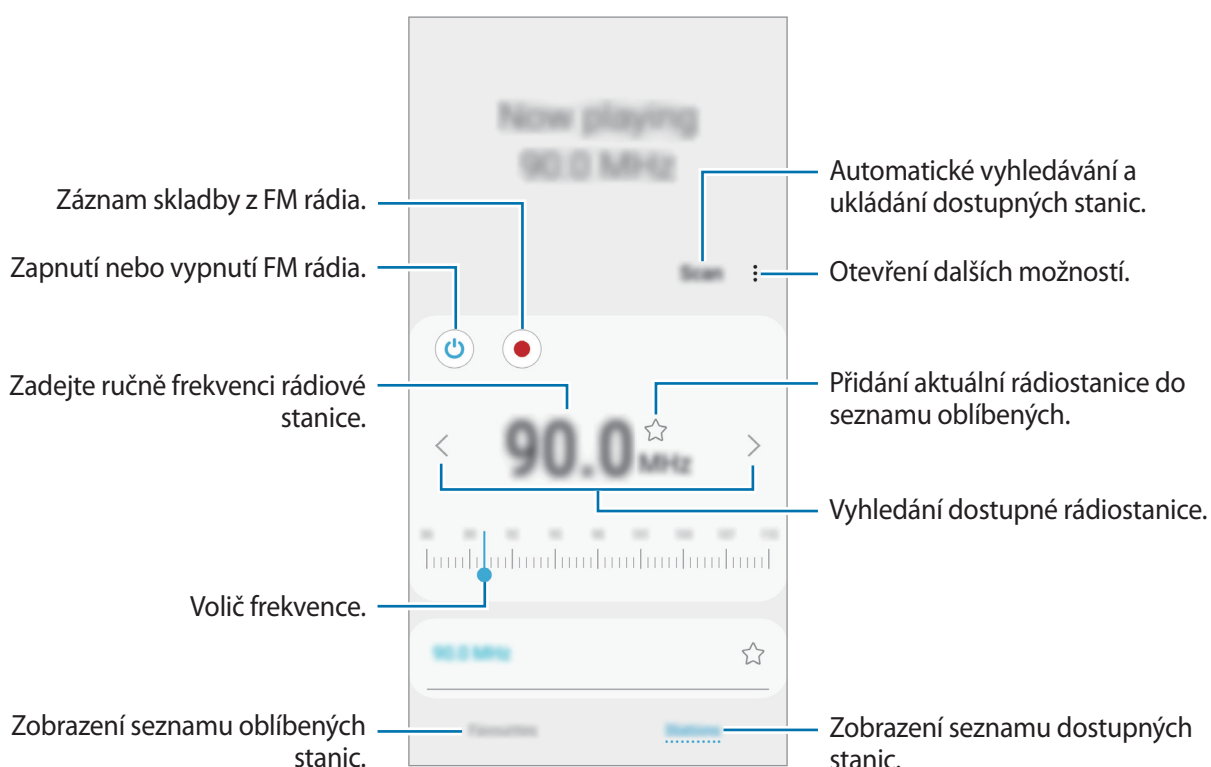 Now playing
90.0 MHz
Záznam skladby z FM rádia.
Automatické vyhledávání a
ukládání dostupných stanic.
Zapnutí nebo vypnutí FM rádia.
Scan
Otevření dalších možností.
Zadejte ručně frekvenci rádiové
stanice.
Přidání aktuální rádiostanice do
seznamu oblíbených.
90.0
MHz
Vyhledání dostupné rádiostanice.
Volič frekvence.
90.0 MHz
Zobrazení seznamu oblíbených
stanic.
Favourites
Stations
Zobrazení seznamu dostupných
stanic.